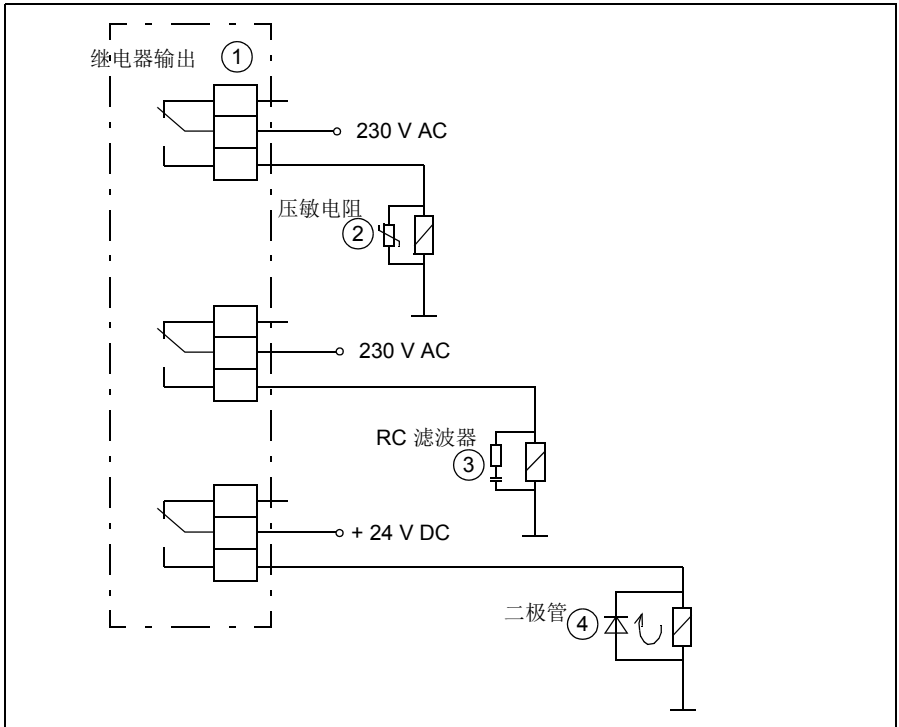 继电器输出 ①
230 V AC
压敏电阻
②
230 V AC
RC 滤波器
③
+ 24 V DC
二极管 ④